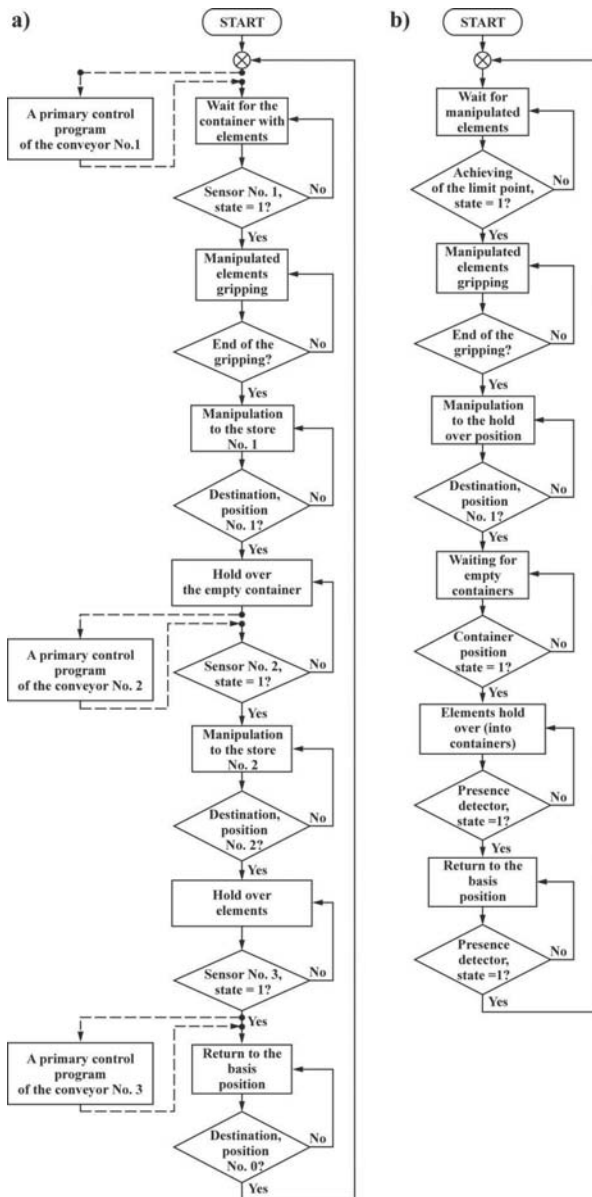 a)
START
A primary control
program
of the conveyor No.1
Wait for the
container with
elements
Sensor No. 1,
state = 1?
No
Yes
Manipulated
elements
gripping
End of the
gripping?
No
Yes
Manipulation
to the store
No. 1
Destination,
position
No. 1?
No
Yes
Hold over
the empty container
A primary control
program
of the conveyor No. 2
Sensor No. 2,
state = 1?
No
Yes
Manipulation
to the store
No. 2
Destination,
position
No. 2?
No
Yes
Hold over
elements
Sensor No. 3,
state = 1?
No
Yes
A primary control
program
of the conveyor No. 3
Return to the
basis
position
Destination,
position
No. 0?
No
Yes
b)
START
Wait for
manipulated
elements
Achieving
of the limit point,
state = 1?
No
Yes
Manipulated
elements
gripping
End of the
gripping?
No
Yes
Manipulation
to the hold
over position
Destination,
position
No. 1?
No
Yes
Waiting for
empty
containers
Container
position
state = 1?
No
Yes
Elements hold
over (into
containers)
Presence
detector,
state =1?
No
Yes
Return to the
basis
position
Presence
detector,
state =1?
No
Yes